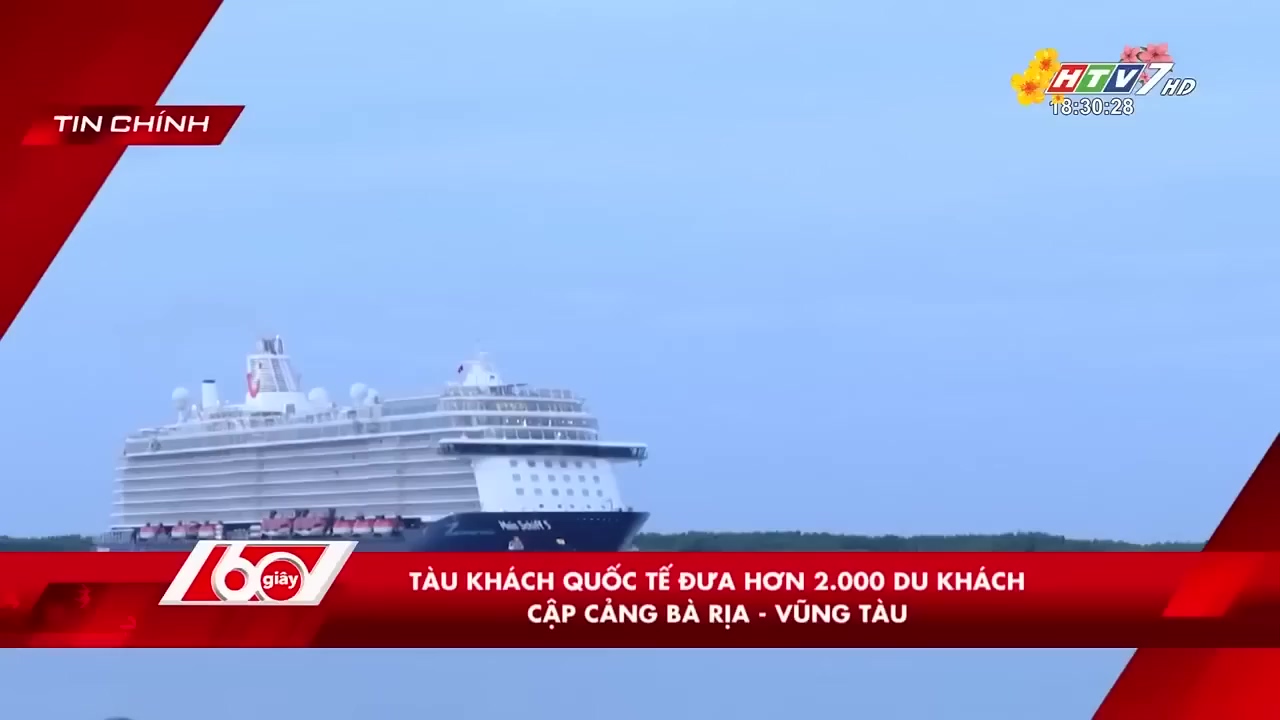 TIN CHÍNH
HTV7 HD
18:30:28
Mein Schiff 5
60 giây
TÀU KHÁCH QUỐC TẾ ĐƯA HƠN 2.000 DU KHÁCH
CẬP CẢNG BÀ RỊA - VŨNG TÀU